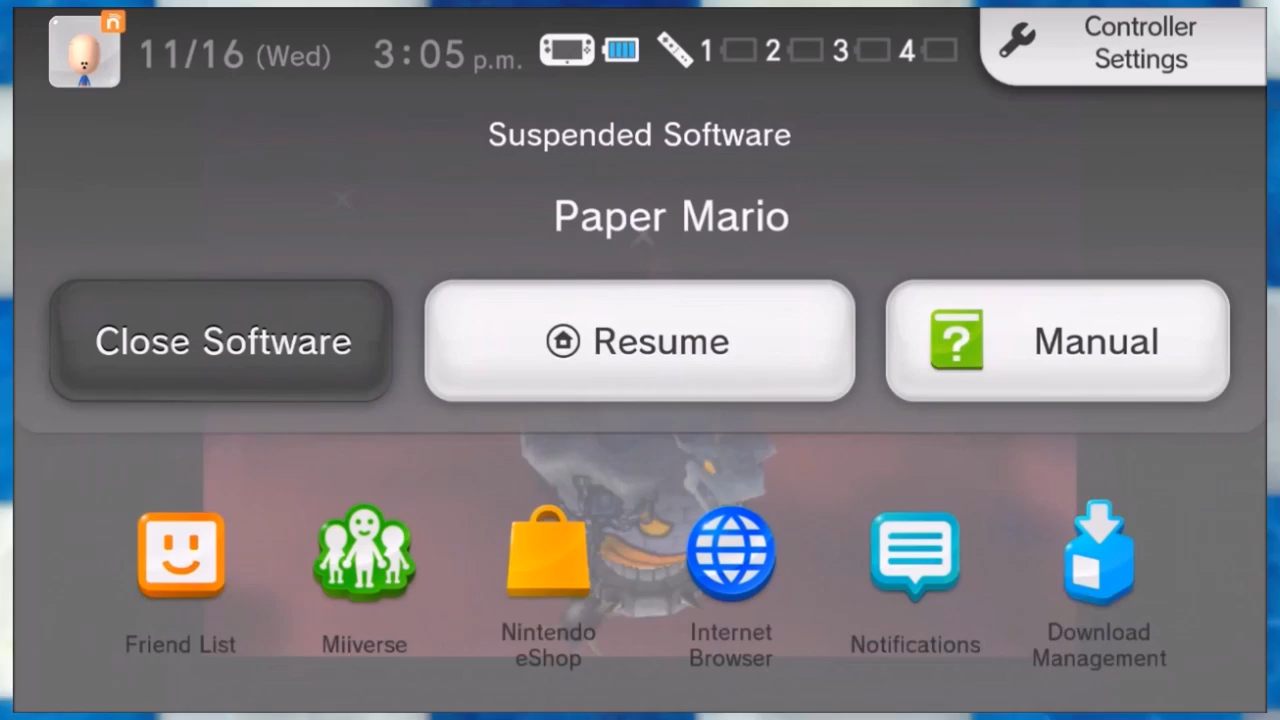 n
11/16 (Wed) 3:05 p.m. 1 2 3 4
Controller
Settings
Suspended Software
Paper Mario
Close Software
Resume
? Manual
Friend List
Miiverse
Nintendo
eShop
Internet
Browser
Notifications
Download
Management